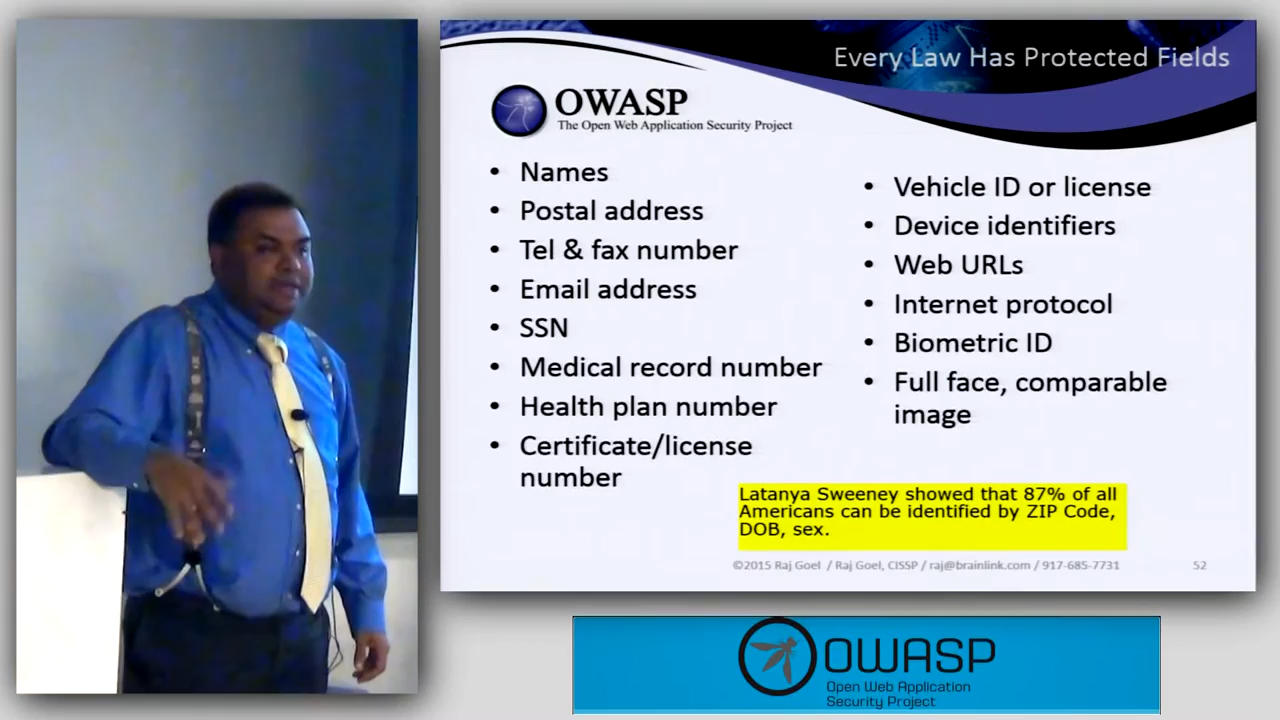 Every Law Has Protected Fields
OWASP
The Open Web Application Security Project
• Names
• Postal address
• Tel & fax number
• Email address
• SSN
• Medical record number
• Health plan number
• Certificate/license
number
• Vehicle ID or license
• Device identifiers
• Web URLs
• Internet protocol
• Biometric ID
• Full face, comparable
image
Latanya Sweeney showed that 87% of all
Americans can be identified by ZIP Code,
DOB, sex.
©2015 Raj Goel / Raj Goel, CISSP / raj@brainlink.com / 917-685-7731
52
OWASP
Open Web Application
Security Project